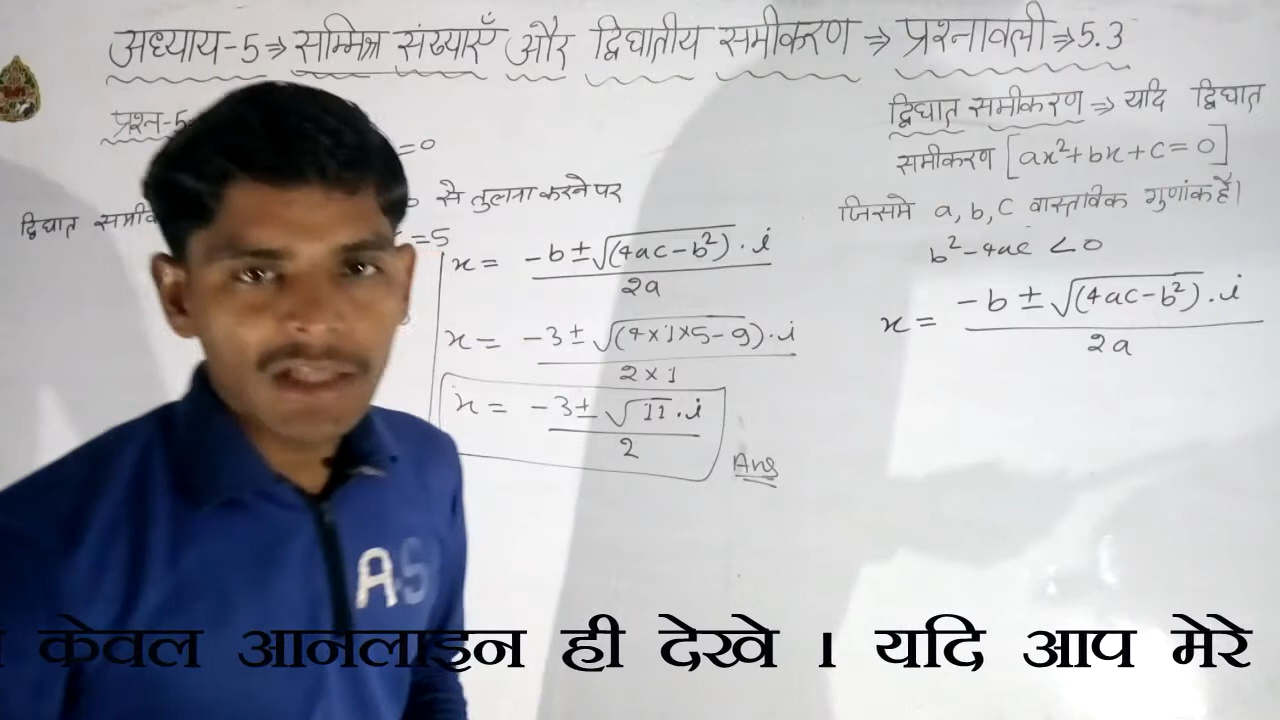 अध्याय-5⇒ सम्मिश्र संख्याएँ और द्विघातीय समीकरण ⇒ प्रश्नावली⇒5.3
प्रश्न-5
=0
से तुलना करने पर
द्विघात समीक
=5
x = -b ± √(4ac-b²) . i / 2a
x = -3 ± √(4×1×5-9) . i / 2×1
x = -3 ± √11 . i / 2
Ans
द्विघात समीकरण ⇒ यदि द्विघात
समीकरण [ax²+bx+c=0]
जिसमे a, b, c वास्तविक गुणांक है।
b²-4ac <0
x = -b ± √(4ac-b²) . i / 2a
AS
केवल आनलाइन ही देखे । यदि आप मेरे